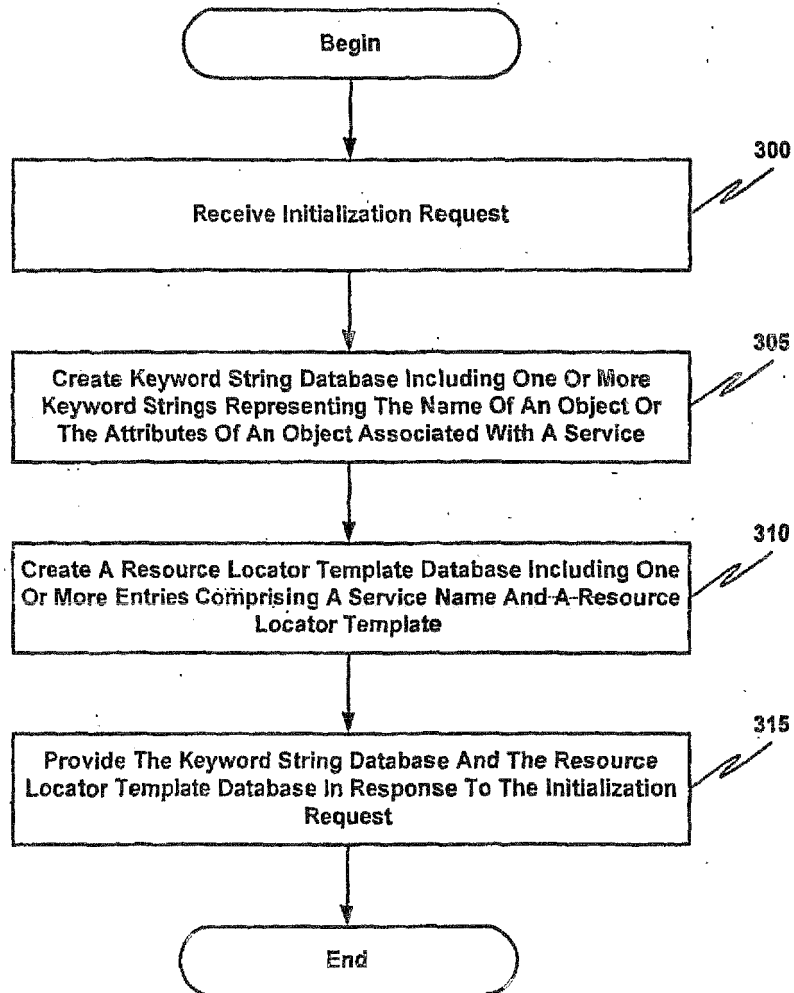 Begin
300
Receive Initialization Request
305
Create Keyword String Database Including One Or More
Keyword Strings Representing The Name Of An Object Or
The Attributes Of An Object Associated With A Service
310
Create A Resource Locator Template Database Including One
Or More Entries Comprising A Service Name And A Resource
Locator Template
315
Provide The Keyword String Database And The Resource
Locator Template Database In Response To The Initialization
Request
End